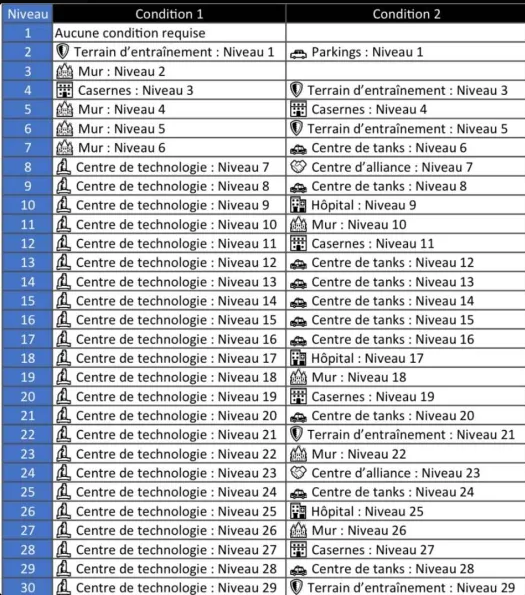 Niveau Condition 1 Condition 2
1 Aucune condition requise
2 Terrain d’entraînement : Niveau 1 Parkings : Niveau 1
3 Mur : Niveau 2
4 Casernes : Niveau 3 Terrain d’entraînement : Niveau 3
5 Mur : Niveau 4 Casernes : Niveau 4
6 Mur : Niveau 5 Terrain d’entraînement : Niveau 5
7 Mur : Niveau 6 Centre de tanks : Niveau 6
8 Centre de technologie : Niveau 7 Centre d’alliance : Niveau 7
9 Centre de technologie : Niveau 8 Centre de tanks : Niveau 8
10 Centre de technologie : Niveau 9 Hôpital : Niveau 9
11 Centre de technologie : Niveau 10 Mur : Niveau 10
12 Centre de technologie : Niveau 11 Casernes : Niveau 11
13 Centre de technologie : Niveau 12 Centre de tanks : Niveau 12
14 Centre de technologie : Niveau 13 Centre de tanks : Niveau 13
15 Centre de technologie : Niveau 14 Centre de tanks : Niveau 14
16 Centre de technologie : Niveau 15 Centre de tanks : Niveau 15
17 Centre de technologie : Niveau 16 Centre de tanks : Niveau 16
18 Centre de technologie : Niveau 17 Hôpital : Niveau 17
19 Centre de technologie : Niveau 18 Mur : Niveau 18
20 Centre de technologie : Niveau 19 Casernes : Niveau 19
21 Centre de technologie : Niveau 20 Centre de tanks : Niveau 20
22 Centre de technologie : Niveau 21 Terrain d’entraînement : Niveau 21
23 Centre de technologie : Niveau 22 Mur : Niveau 22
24 Centre de technologie : Niveau 23 Centre d’alliance : Niveau 23
25 Centre de technologie : Niveau 24 Centre de tanks : Niveau 24
26 Centre de technologie : Niveau 25 Hôpital : Niveau 25
27 Centre de technologie : Niveau 26 Mur : Niveau 26
28 Centre de technologie : Niveau 27 Casernes : Niveau 27
29 Centre de technologie : Niveau 28 Centre de tanks : Niveau 28
30 Centre de technologie : Niveau 29 Terrain d’entraînement : Niveau 29